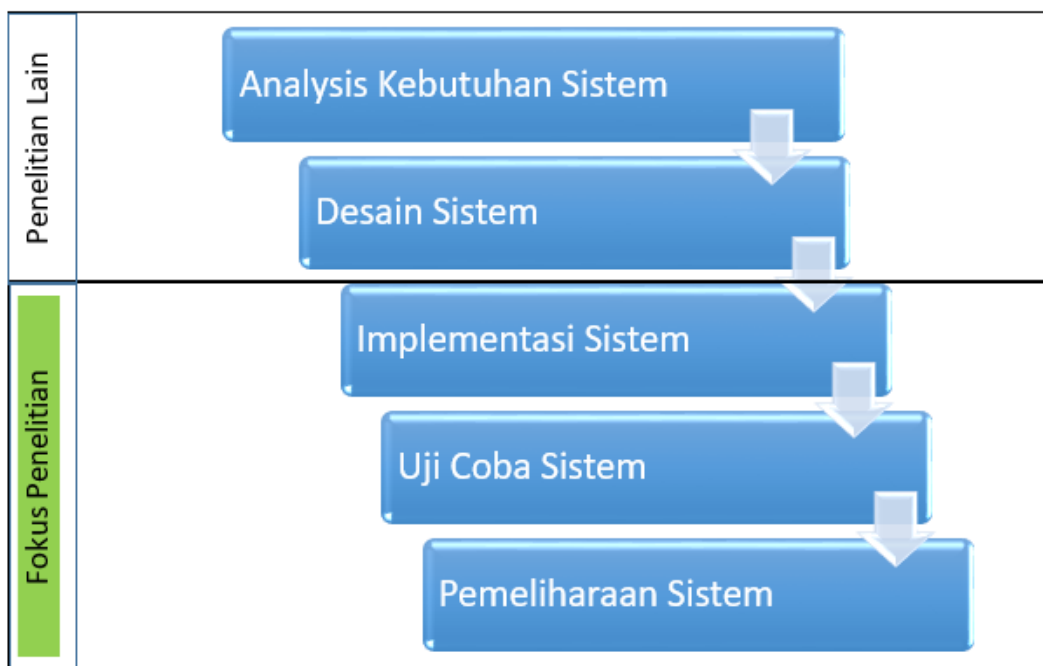 Penelitian Lain
Analysis Kebutuhan Sistem
Desain Sistem
Fokus Penelitian
Implementasi Sistem
Uji Coba Sistem
Pemeliharaan Sistem